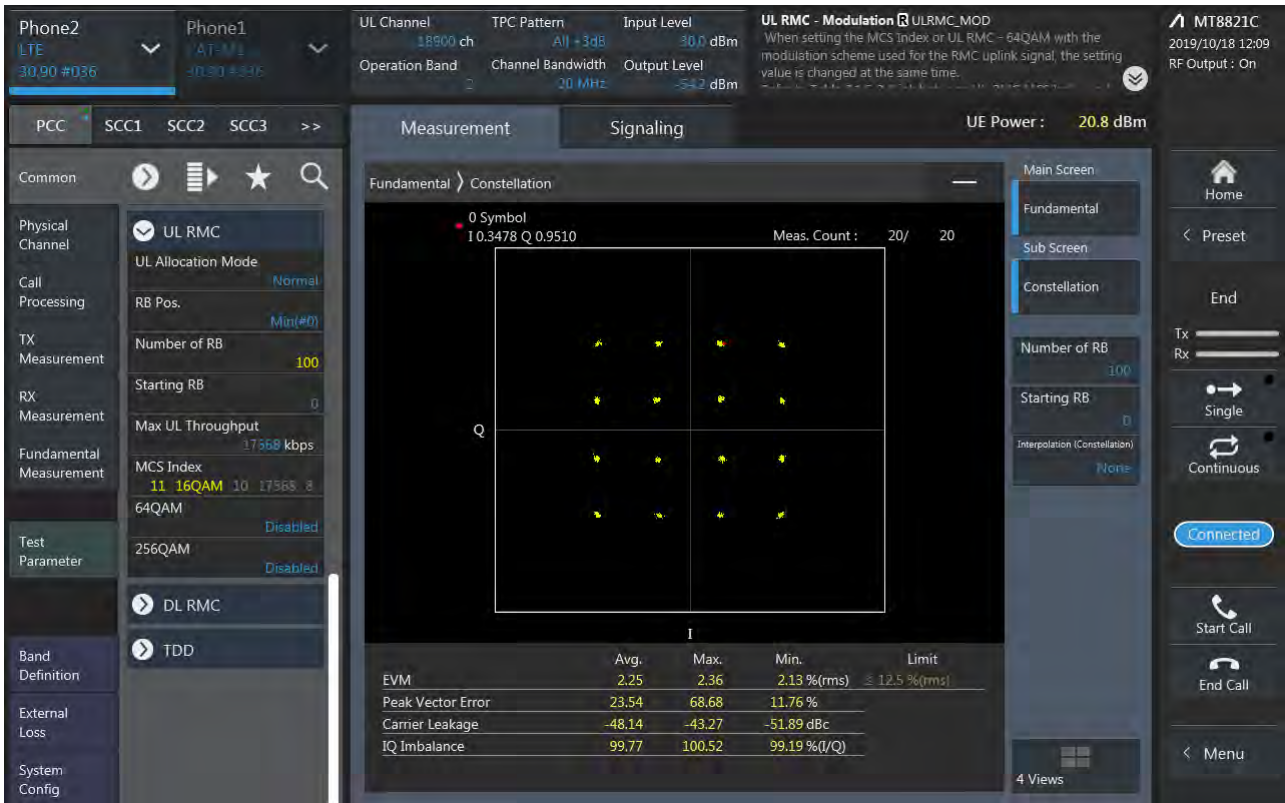 Phone2
LTE
30.90 #036
Phone1
UL Channel
18900 ch
TPC Pattern
All +3dB
Input Level
30.0 dBm
Operation Band
2
Channel Bandwidth
20 MHz
Output Level
-54.2 dBm
UL RMC - Modulation R ULRMC_MOD
When setting the MCS Index or UL RMC - 64QAM with the
modulation scheme used for the RMC uplink signal, the setting
value is changed at the same time.
MT8821C
2019/10/18 12:09
RF Output : On
PCC SCC1 SCC2 SCC3 >>
Measurement
Signaling
UE Power : 20.8 dBm
Common
Physical
Channel
Call
Processing
TX
Measurement
RX
Measurement
Fundamental
Measurement
Test
Parameter
Band
Definition
External
Loss
System
Config
UL RMC
UL Allocation Mode
Normal
RB Pos.
Min(#0)
Number of RB
100
Starting RB
0
Max UL Throughput
17568 kbps
MCS Index
11 16QAM 10 17568 8
64QAM
Disabled
256QAM
Disabled
DL RMC
TDD
Fundamental > Constellation
0 Symbol
I 0.3478 Q 0.9510
Meas. Count : 20/ 20
Q
I
Avg. Max. Min. Limit
EVM 2.25 2.36 2.13 %(rms) ≤ 12.5 %(rms)
Peak Vector Error 23.54 68.68 11.76 %
Carrier Leakage -48.14 -43.27 -51.89 dBc
IQ Imbalance 99.77 100.52 99.19 %(I/Q)
Main Screen
Fundamental
Sub Screen
Constellation
Number of RB
100
Starting RB
0
Interpolation (Constellation)
None
4 Views
Home
< Preset
End
Tx
Rx
Single
Continuous
Connected
Start Call
End Call
< Menu